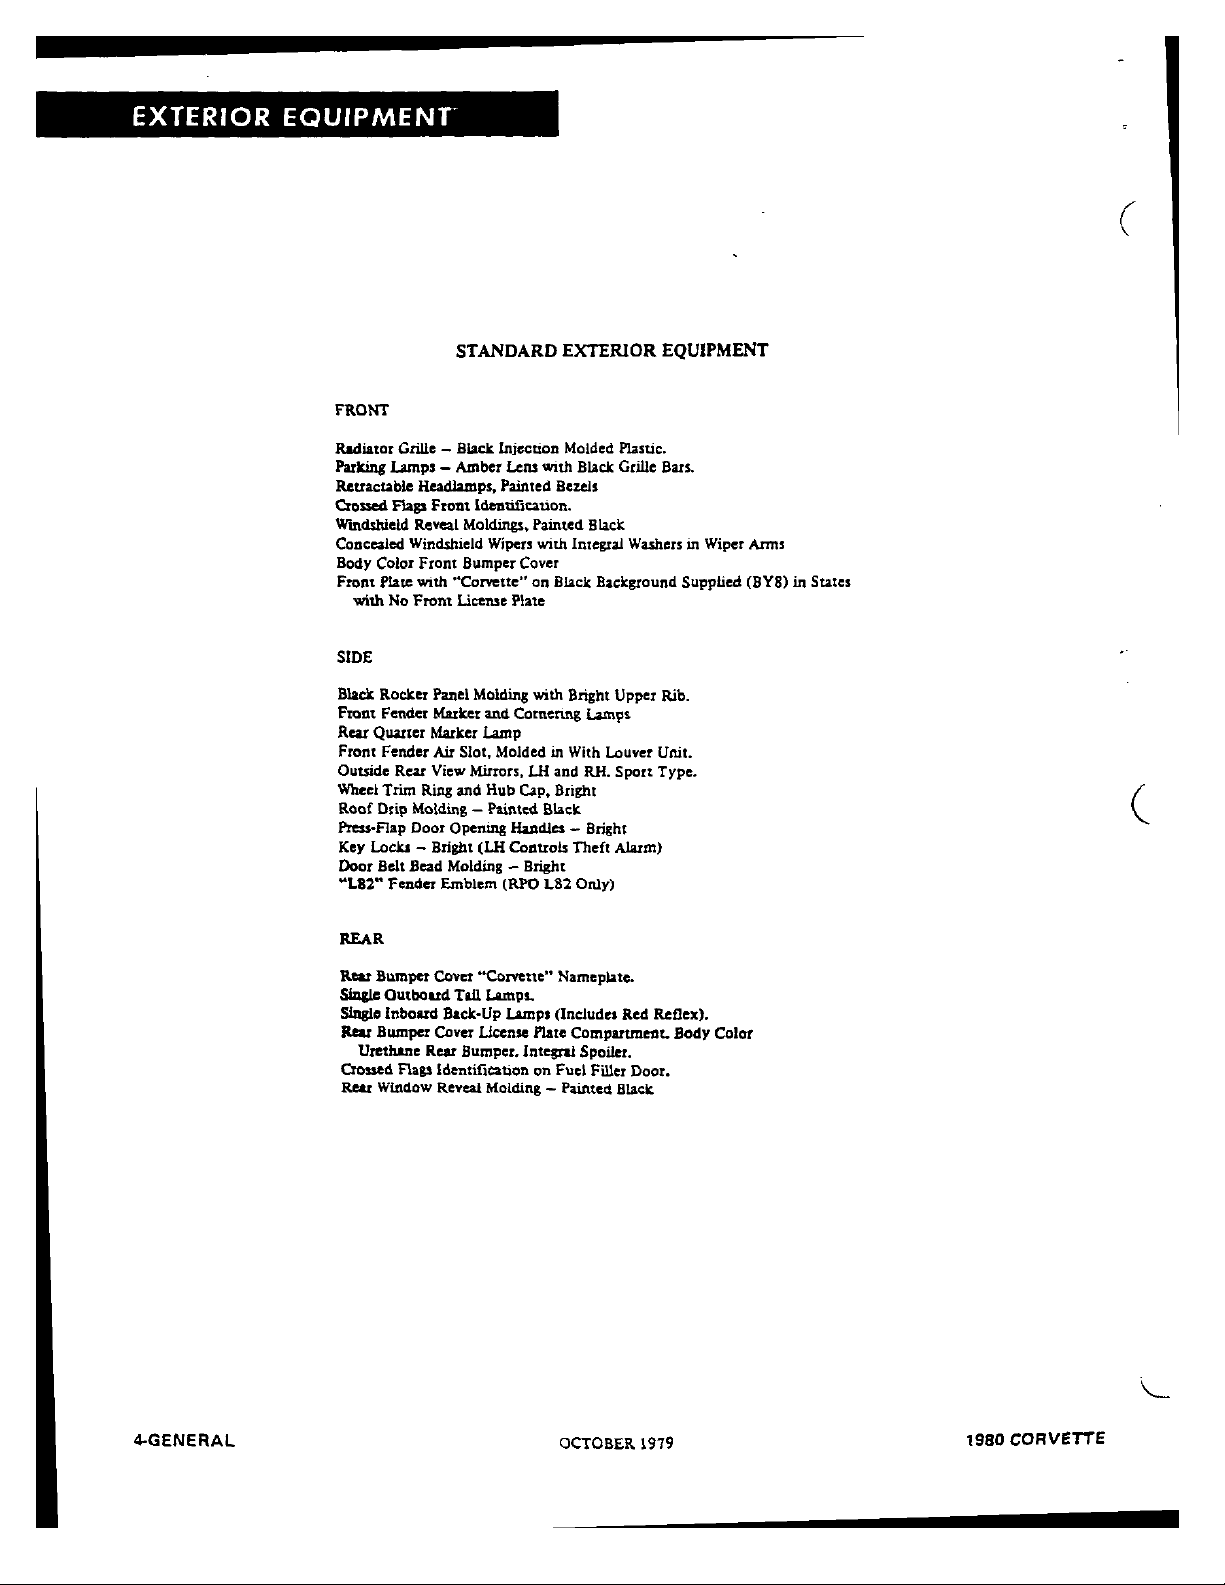 EXTERIOR EQUIPMENT
STANDARD EXTERIOR EQUIPMENT
FRONT
Radiator Grille – Black Injection Molded Plastic.
Parking Lamps – Amber Lens with Black Grille Bars.
Retractable Headlamps, Painted Bezels
Crossed Flags Front Identification.
Windshield Reveal Moldings, Painted Black
Concealed Windshield Wipers with Integral Washers in Wiper Arms
Body Color Front Bumper Cover
Front Plate with "Corvette" on Black Background Supplied (BY8) in States
with No Front License Plate
SIDE
Black Rocker Panel Molding with Bright Upper Rib.
Front Fender Marker and Cornering Lamps
Rear Quarter Marker Lamp
Front Fender Air Slot, Molded in With Louver Unit.
Outside Rear View Mirrors, LH and RH. Sport Type.
Wheel Trim Ring and Hub Cap, Bright
Roof Drip Molding – Painted Black
Press-Flap Door Opening Handles – Bright
Key Locks – Bright (LH Controls Theft Alarm)
Door Belt Bead Molding – Bright
"L82" Fender Emblem (RPO L82 Only)
REAR
Rear Bumper Cover "Corvette" Nameplate.
Single Outboard Tail Lamps.
Single Inboard Back-Up Lamps (Includes Red Reflex).
Rear Bumper Cover License Plate Compartment. Body Color
Urethane Rear Bumper. Integral Spoiler.
Crossed Flags Identification on Fuel Filler Door.
Rear Window Reveal Molding – Painted Black
4-GENERAL
OCTOBER 1979
1980 CORVETTE